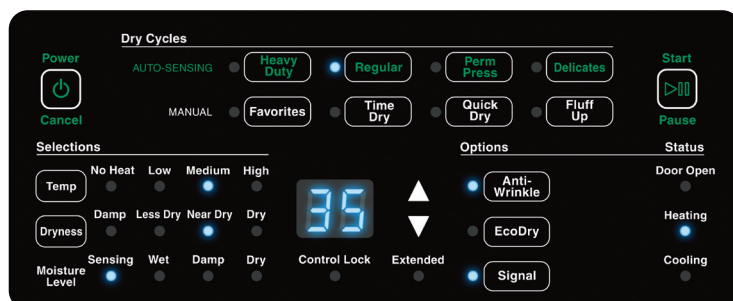 Dry Cycles
Power
Cancel
AUTO-SENSING Heavy Duty Regular Perm Press Delicates
MANUAL Favorites Time Dry Quick Dry Fluff Up
Start
Pause
Selections
No Heat Low Medium High
Temp
Damp Less Dry Near Dry Dry
Dryness
Sensing Wet Damp Dry
Moisture Level
35
Control Lock Extended
Options
Anti-Wrinkle
EcoDry
Signal
Status
Door Open
Heating
Cooling